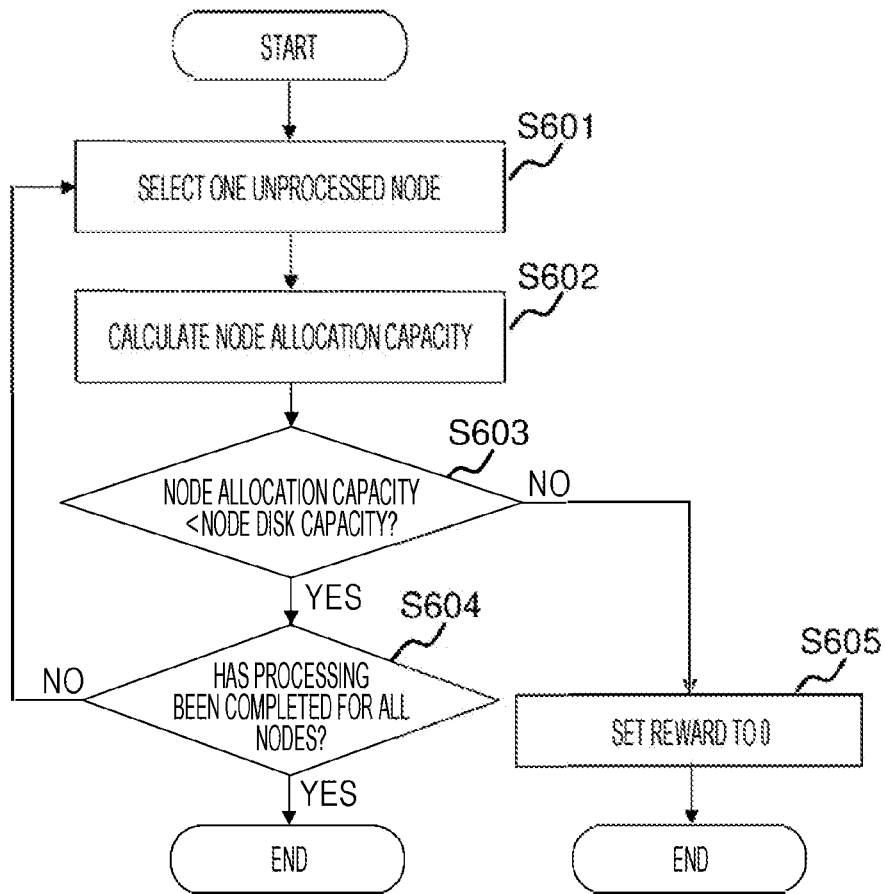 START
S601
SELECT ONE UNPROCESSED NODE
S602
CALCULATE NODE ALLOCATION CAPACITY
S603
NODE ALLOCATION CAPACITY
<NODE DISK CAPACITY?
NO
YES
S604
HAS PROCESSING
BEEN COMPLETED FOR ALL
NODES?
NO
S605
SET REWARD TO 0
YES
END
END